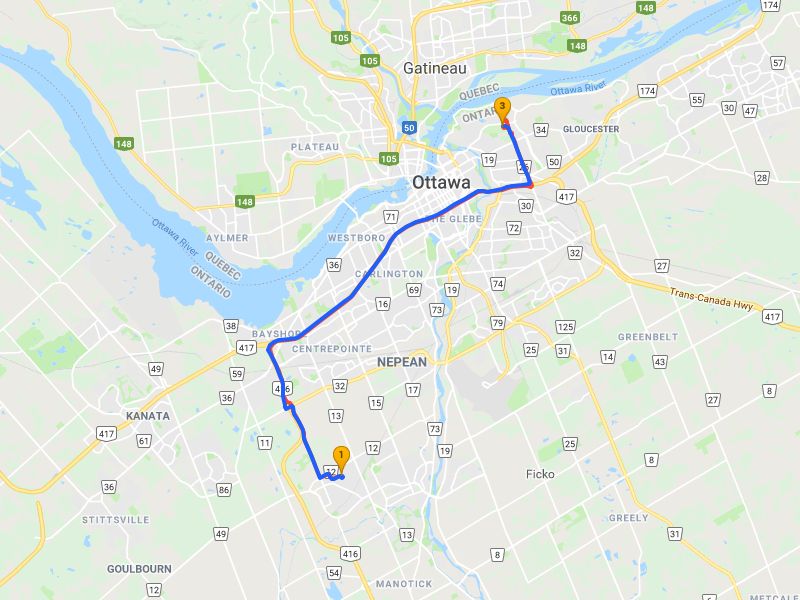 174
366
148
148
105
57
Gatineau
105
174
QUEBEC
Ottawa River
55
3
ONTARIO
30
47
50
34
GLOUCESTER
148
PLATEAU
105
19
26
50
28
Ottawa
148
417
30
71
THE GLEBE
72
Ottawa River
AYLMER
WESTBORO
QUEBEC
ONTARIO
36
32
27
CARLINGTON
74
69
19
Trans-Canada Hwy
16
73
417
38
79
125
BAYSHORE
GREENBELT
417
CENTREPOINTE
25
31
14
43
49
NEPEAN
59
416
32
17
8
15
27
KANATA
13
61
73
417
11
12
19
25
1
8
12
Ficko
36
86
STITTSVILLE
GREELY
49
13
31
416
8
GOULBOURN
54
MANOTICK
12
METCALFE